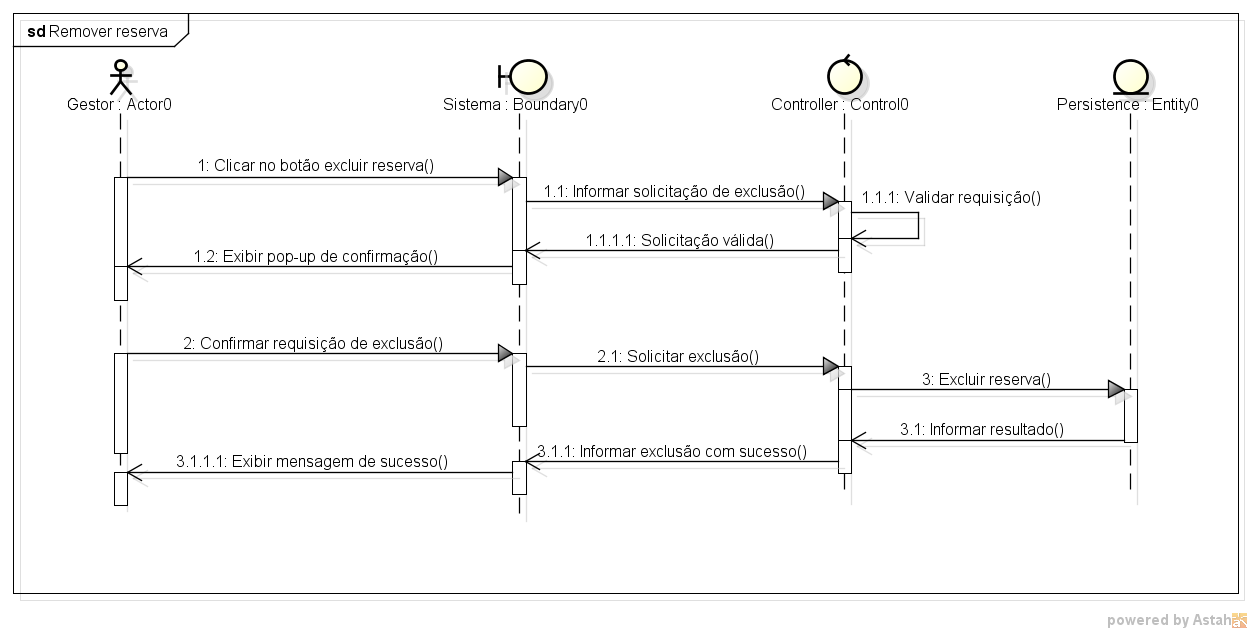 sd Remover reserva
Gestor : Actor0
Sistema : Boundary0
Controller : Control0
Persistence : Entity0
1: Clicar no botão excluir reserva()
1.1: Informar solicitação de exclusão()
1.1.1: Validar requisição()
1.1.1.1: Solicitação válida()
1.2: Exibir pop-up de confirmação()
2: Confirmar requisição de exclusão()
2.1: Solicitar exclusão()
3: Excluir reserva()
3.1: Informar resultado()
3.1.1: Informar exclusão com sucesso()
3.1.1.1: Exibir mensagem de sucesso()
powered by Astah